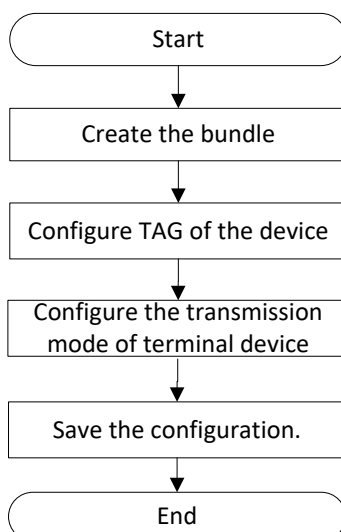 Start
Create the bundle
Configure TAG of the device
Configure the transmission
mode of terminal device
Save the configuration.
End